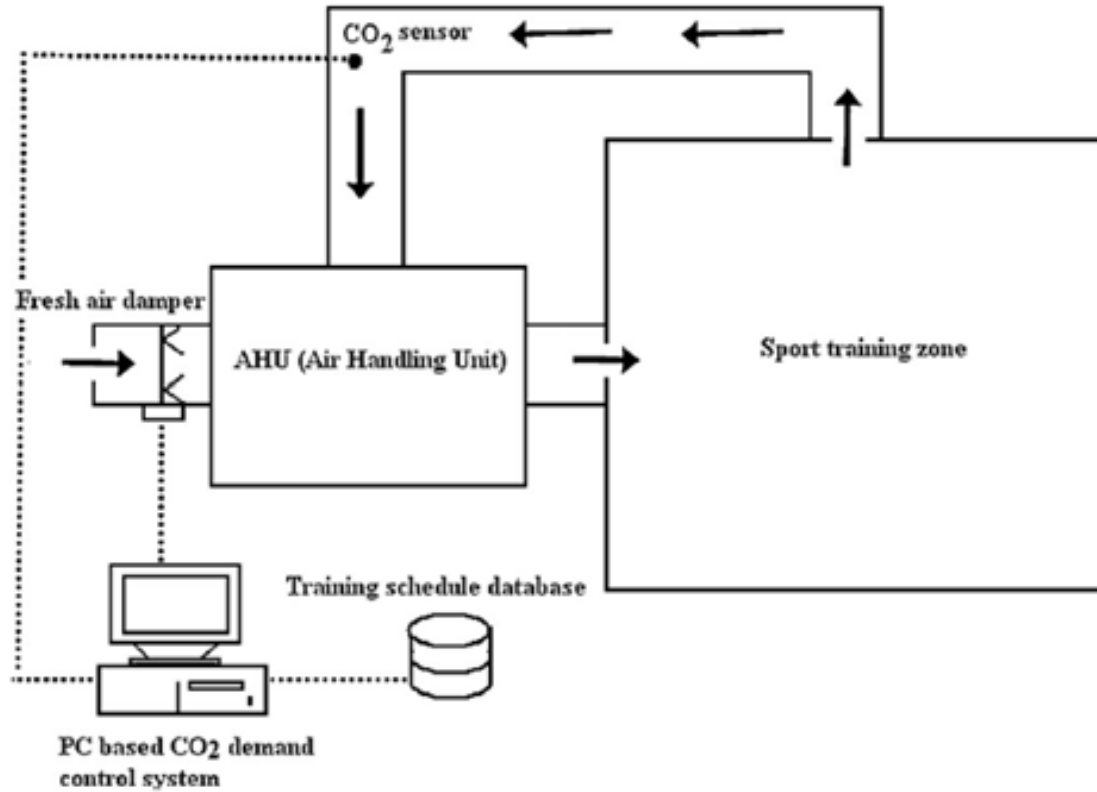 CO2 sensor
Fresh air damper
AHU (Air Handling Unit)
Sport training zone
Training schedule database
PC based CO2 demand
control system